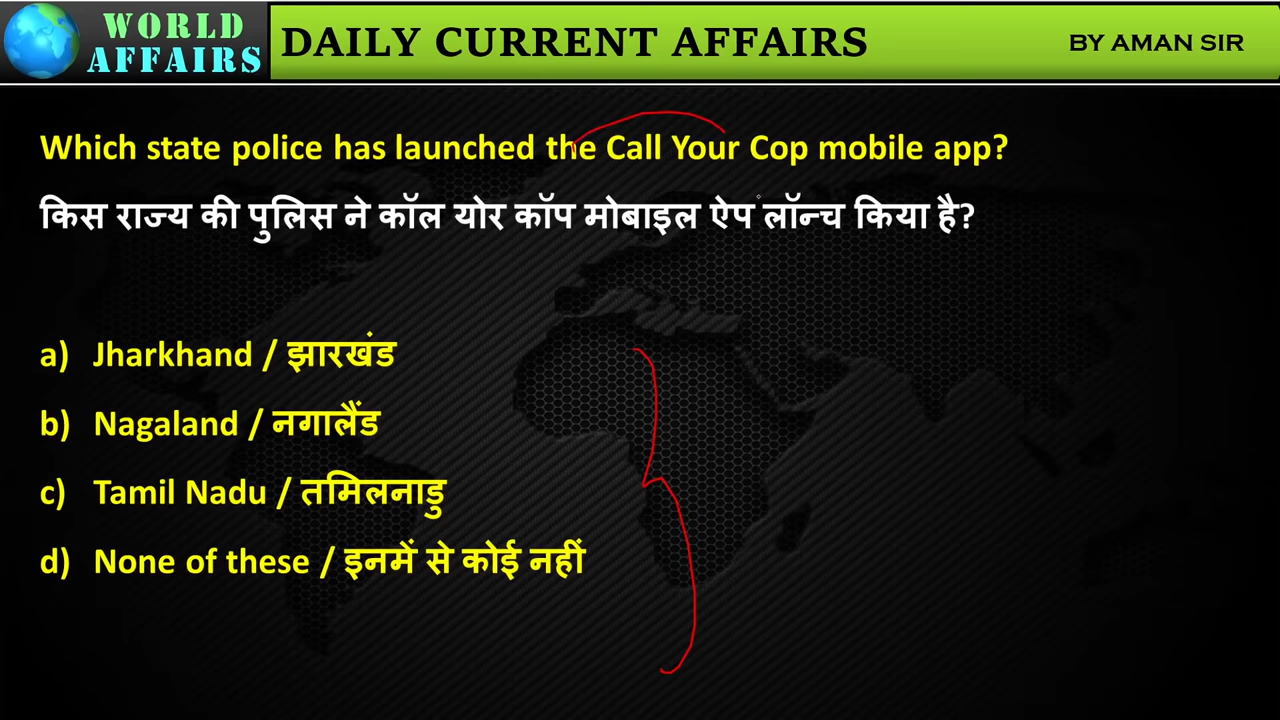 WORLD
AFFAIRS
DAILY CURRENT AFFAIRS
BY AMAN SIR
Which state police has launched the Call Your Cop mobile app?
किस राज्य की पुलिस ने कॉल योर कॉप मोबाइल ऐप लॉन्च किया है?
a) Jharkhand / झारखंड
b) Nagaland / नगालैंड
c) Tamil Nadu / तमिलनाडु
d) None of these / इनमें से कोई नहीं